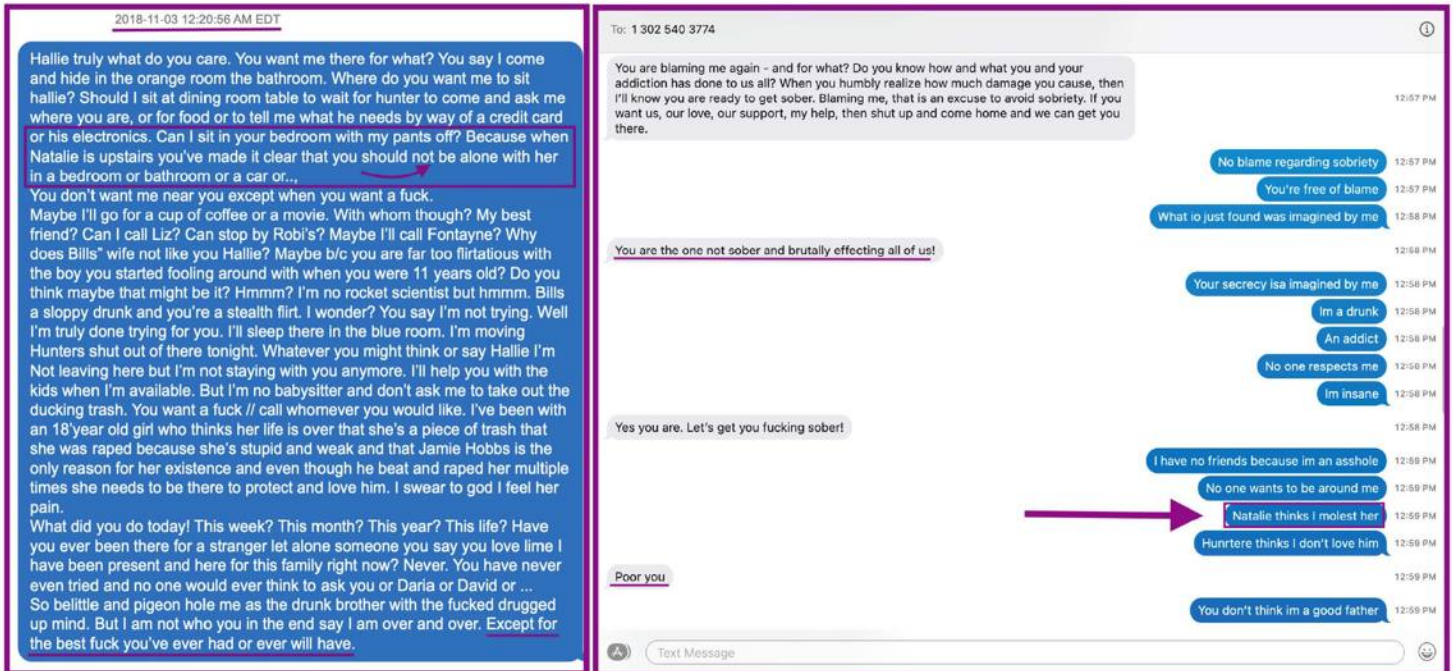 2018-11-03 12:20:56 AM EDT
Hallie truly what do you care. You want me there for what? You say I come
and hide in the orange room the bathroom. Where do you want me to sit
hallie? Should I sit at dining room table to wait for hunter to come and ask me
where you are, or for food or to tell me what he needs by way of a credit card
or his electronics. Can I sit in your bedroom with my pants off? Because when
Natalie is upstairs you've made it clear that you should not be alone with her
in a bedroom or bathroom or a car or..,
You don't want me near you except when you want a fuck.
Maybe I'll go for a cup of coffee or a movie. With whom though? My best
friend? Can I call Liz? Can stop by Robi's? Maybe I'll call Fontayne? Why
does Bills" wife not like you Hallie? Maybe b/c you are far too flirtatious with
the boy you started fooling around with when you were 11 years old? Do you
think maybe that might be it? Hmmm? I'm no rocket scientist but hmmm. Bills
a sloppy drunk and you're a stealth flirt. I wonder? You say I'm not trying. Well
I'm truly done trying for you. I'll sleep there in the blue room. I'm moving
Hunters shut out of there tonight. Whatever you might think or say Hallie I'm
Not leaving here but I'm not staying with you anymore. I'll help you with the
kids when I'm available. But I'm no babysitter and don't ask me to take out the
ducking trash. You want a fuck // call whomever you would like. I've been with
an 18'year old girl who thinks her life is over that she's a piece of trash that
she was raped because she's stupid and weak and that Jamie Hobbs is the
only reason for her existence and even though he beat and raped her multiple
times she needs to be there to protect and love him. I swear to god I feel her
pain.
What did you do today! This week? This month? This year? This life? Have
you ever been there for a stranger let alone someone you say you love lime I
have been present and here for this family right now? Never. You have never
even tried and no one would ever think to ask you or Daria or David or ...
So belittle and pigeon hole me as the drunk brother with the fucked drugged
up mind. But I am not who you in the end say I am over and over. Except for
the best fuck you've ever had or ever will have.
To: 1 302 540 3774
You are blaming me again - and for what? Do you know how and what you and your
addiction has done to us all? When you humbly realize how much damage you cause, then
I'll know you are ready to get sober. Blaming me, that is an excuse to avoid sobriety. If you
want us, our love, our support, my help, then shut up and come home and we can get you
there.
12:57 PM
No blame regarding sobriety 12:57 PM
You're free of blame 12:57 PM
What io just found was imagined by me 12:58 PM
You are the one not sober and brutally effecting all of us! 12:58 PM
Your secrecy isa imagined by me 12:58 PM
Im a drunk 12:58 PM
An addict 12:58 PM
No one respects me 12:58 PM
Im insane 12:58 PM
Yes you are. Let's get you fucking sober! 12:58 PM
I have no friends because im an asshole 12:59 PM
No one wants to be around me 12:59 PM
Natalie thinks I molest her 12:59 PM
Hunrtere thinks I don't love him 12:59 PM
Poor you 12:59 PM
You don't think im a good father 12:59 PM
Text Message